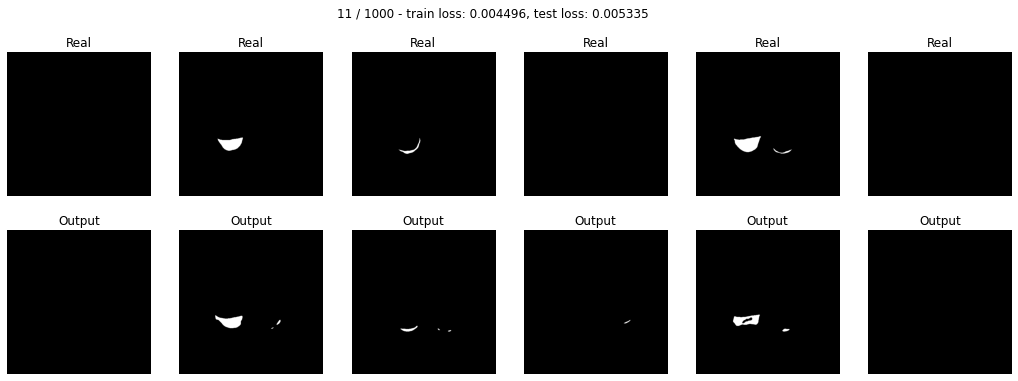 11 / 1000 - train loss: 0.004496, test loss: 0.005335
Real Real Real Real Real Real
Output Output Output Output Output Output